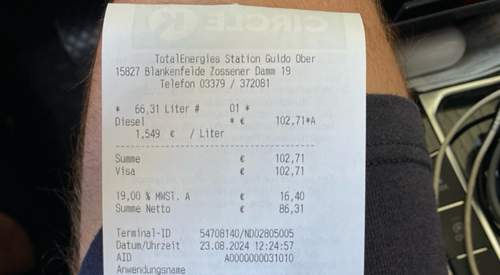 CIRCLE K
TotalEnergies Station Guido Ober
15827 Blankenfelde Zossener Damm 19
Telefon 03379 / 372081
* 66,31 Liter # 01 *
Diesel * € 102,71*A
1,549 € / Liter
Summe € 102,71
Visa € 102,71
19,00 % MWST. A € 16,40
Summe Netto € 86,31
Terminal-ID 54708140/ND02805005
Datum/Uhrzeit 23.08.2024 12:24:57
AID A0000000031010
Anwendungsname